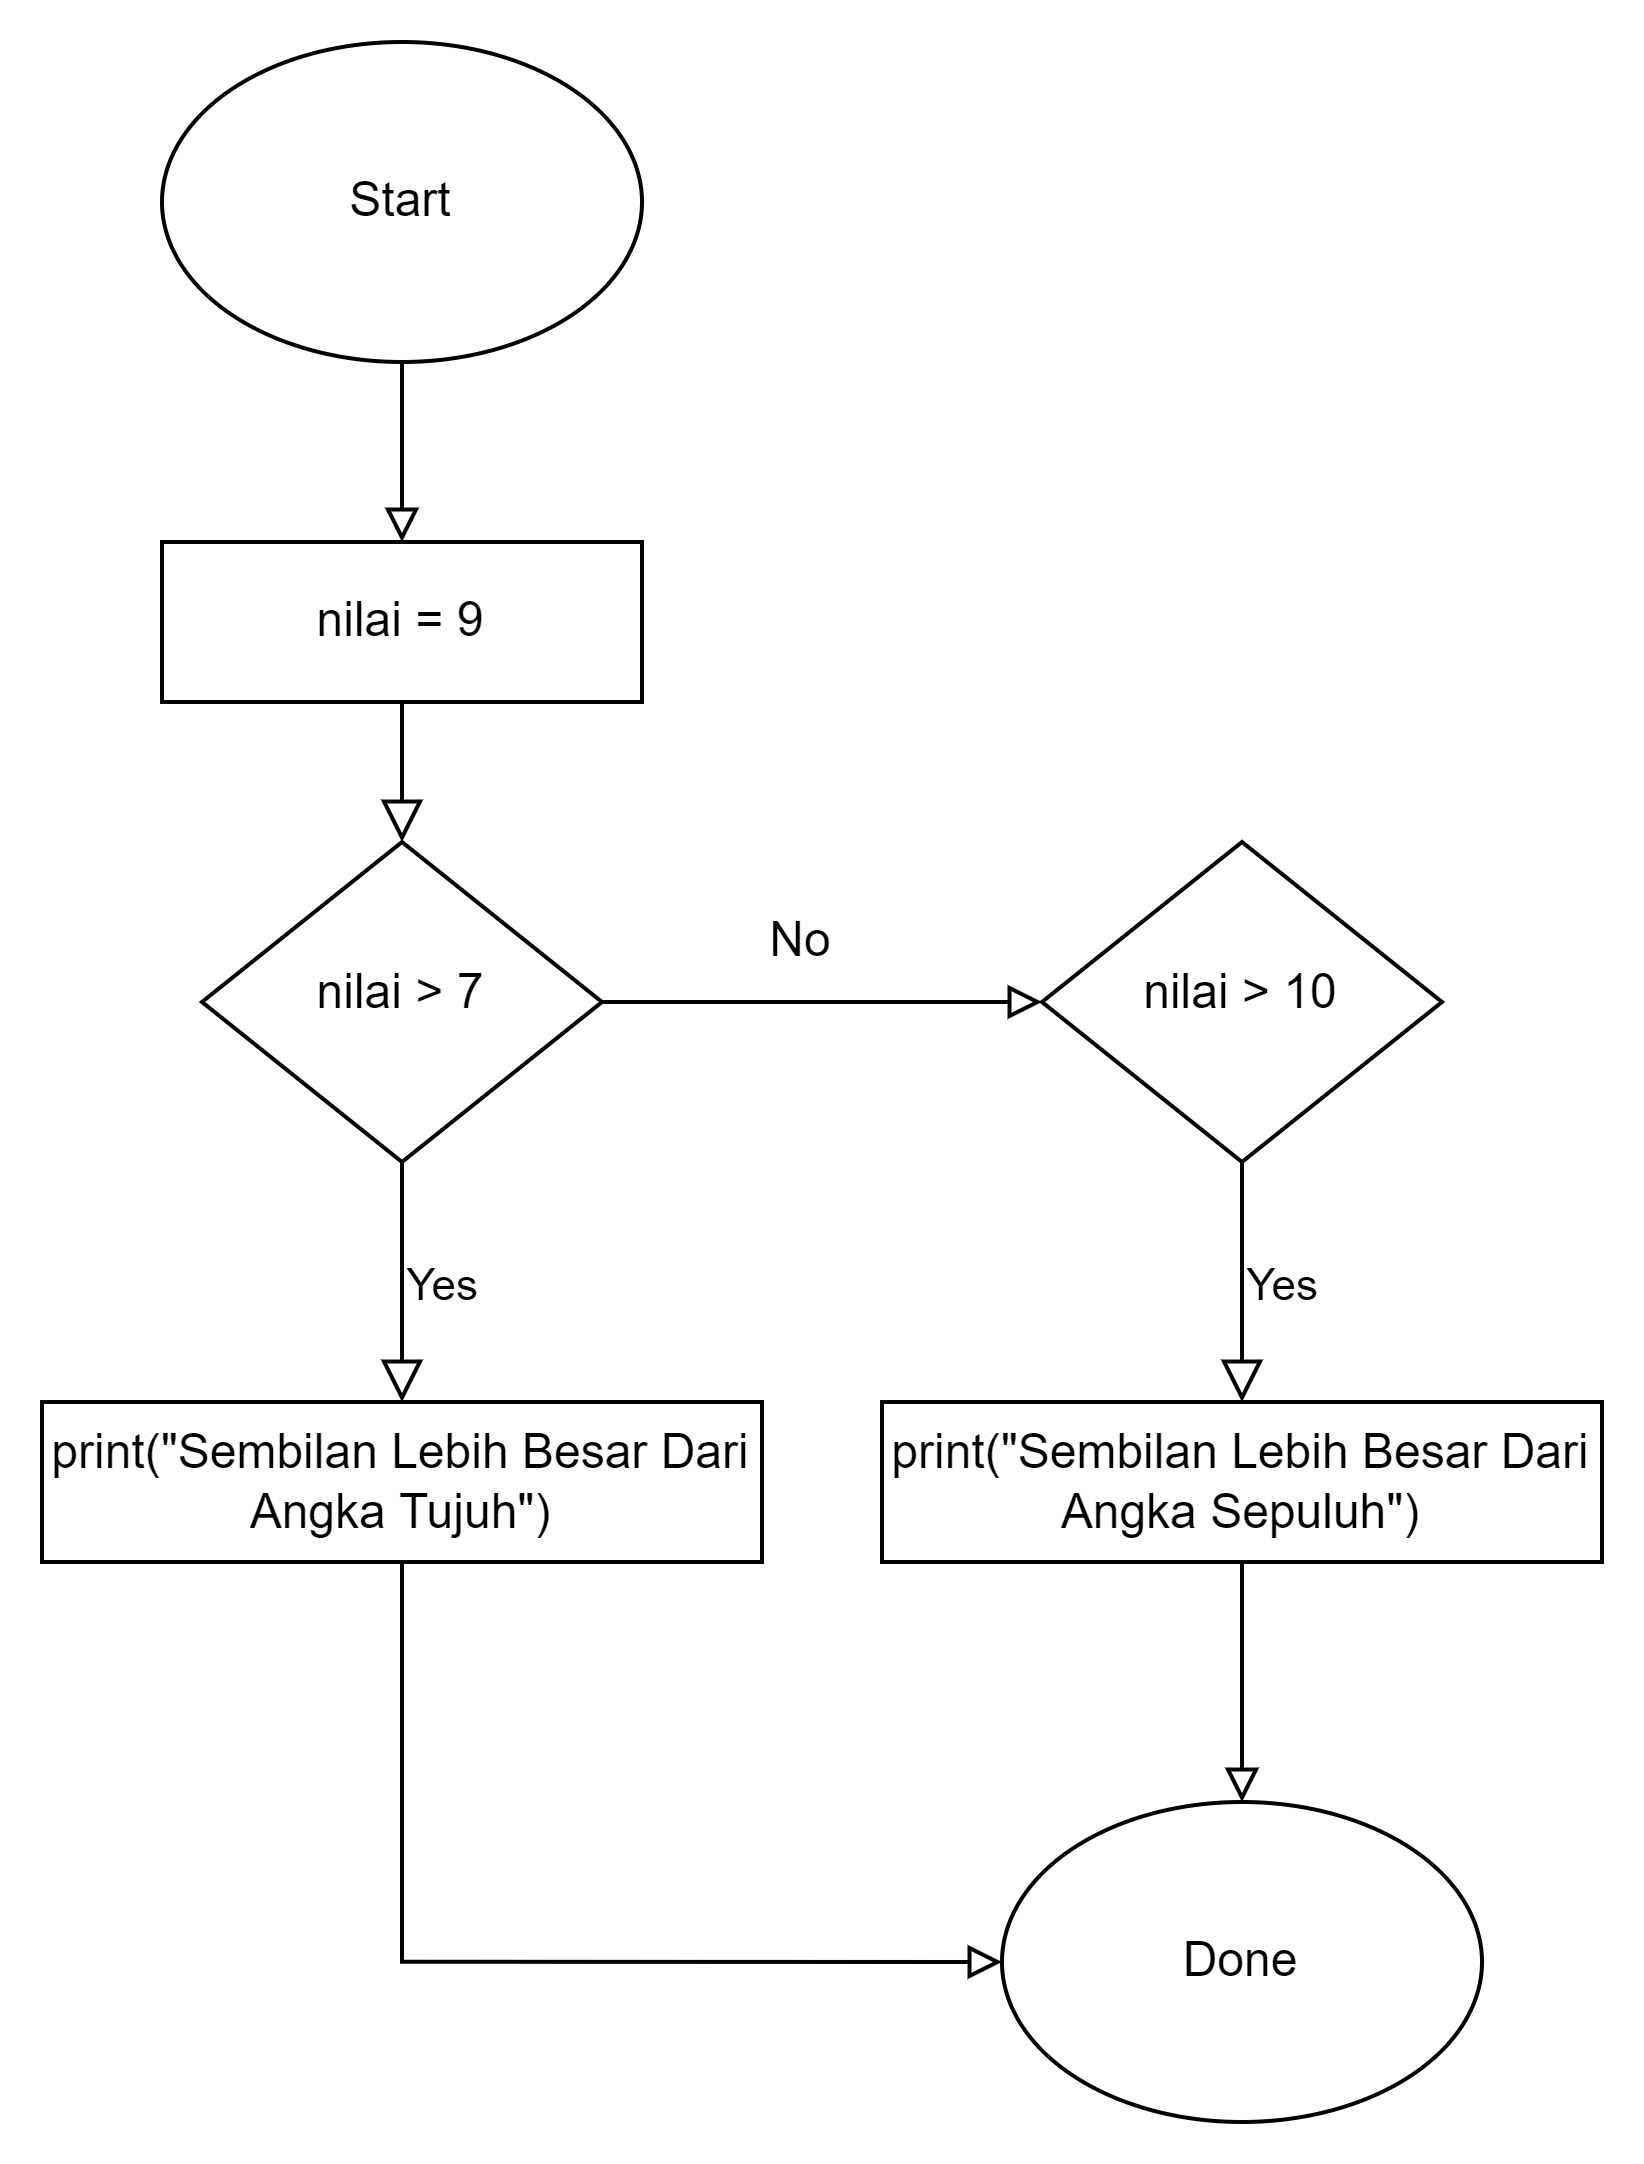 Start
nilai = 9
nilai > 7
No
nilai > 10
Yes
Yes
print("Sembilan Lebih Besar Dari
Angka Tujuh")
print("Sembilan Lebih Besar Dari
Angka Sepuluh")
Done